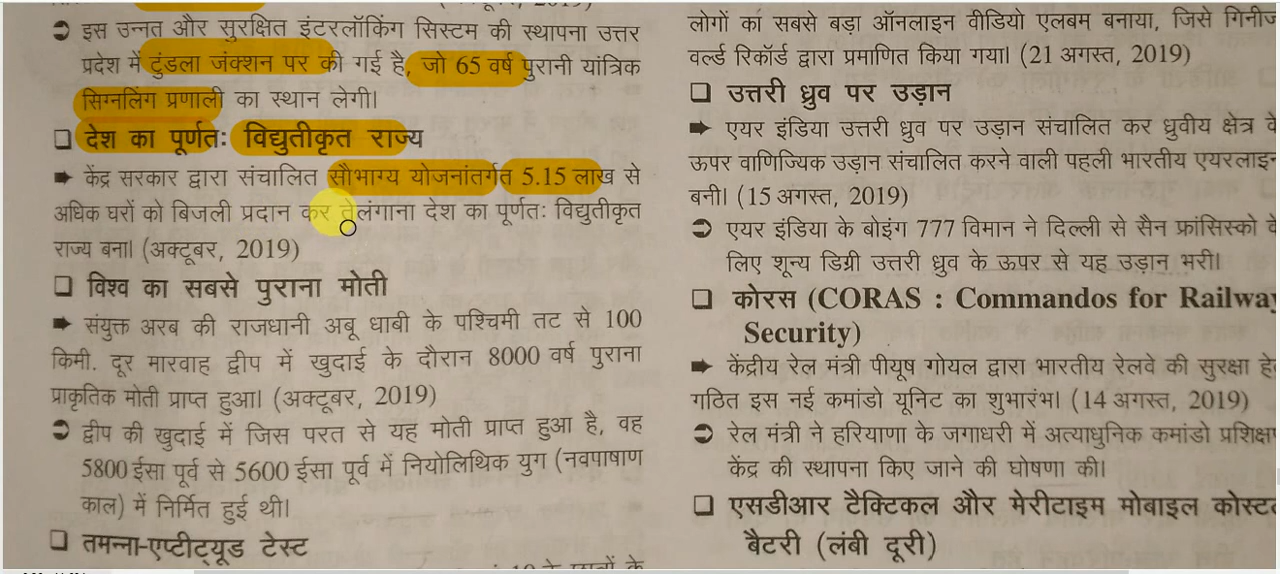 इस उन्नत और सुरक्षित इंटरलॉकिंग सिस्टम की स्थापना उत्तर
प्रदेश में टुंडला जंक्शन पर की गई है, जो 65 वर्ष पुरानी यांत्रिक
सिग्नलिंग प्रणाली का स्थान लेगी।
❑ देश का पूर्णतः विद्युतीकृत राज्य
➨ केंद्र सरकार द्वारा संचालित सौभाग्य योजनांतर्गत 5.15 लाख से
अधिक घरों को बिजली प्रदान कर तेलंगाना देश का पूर्णतः विद्युतीकृत
राज्य बना। (अक्टूबर, 2019)
❑ विश्व का सबसे पुराना मोती
➨ संयुक्त अरब की राजधानी अबू धाबी के पश्चिमी तट से 100
किमी. दूर मारवाह द्वीप में खुदाई के दौरान 8000 वर्ष पुराना
प्राकृतिक मोती प्राप्त हुआ। (अक्टूबर, 2019)
➲ द्वीप की खुदाई में जिस परत से यह मोती प्राप्त हुआ है, वह
5800 ईसा पूर्व से 5600 ईसा पूर्व में नियोलिथिक युग (नवपाषाण
काल) में निर्मित हुई थी।
❑ तमन्ना-एप्टीट्यूड टेस्ट
लोगों का सबसे बड़ा ऑनलाइन वीडियो एलबम बनाया, जिसे गिनीज
वर्ल्ड रिकॉर्ड द्वारा प्रमाणित किया गया। (21 अगस्त, 2019)
❑ उत्तरी ध्रुव पर उड़ान
➨ एयर इंडिया उत्तरी ध्रुव पर उड़ान संचालित कर ध्रुवीय क्षेत्र के
ऊपर वाणिज्यिक उड़ान संचालित करने वाली पहली भारतीय एयरलाइन
बनी। (15 अगस्त, 2019)
➲ एयर इंडिया के बोइंग 777 विमान ने दिल्ली से सैन फ्रांसिस्को के
लिए शून्य डिग्री उत्तरी ध्रुव के ऊपर से यह उड़ान भरी।
❑ कोरस (CORAS : Commandos for Railway
Security)
➨ केंद्रीय रेल मंत्री पीयूष गोयल द्वारा भारतीय रेलवे की सुरक्षा
गठित इस नई कमांडो यूनिट का शुभारंभ। (14 अगस्त, 2019)
➲ रेल मंत्री ने हरियाणा के जगाधरी में अत्याधुनिक कमांडो
केंद्र की स्थापना किए जाने की घोषणा की।
❑ एसडीआर टैक्टिकल और मेरीटाइम मोबाइल
बैटरी (लंबी दूरी)